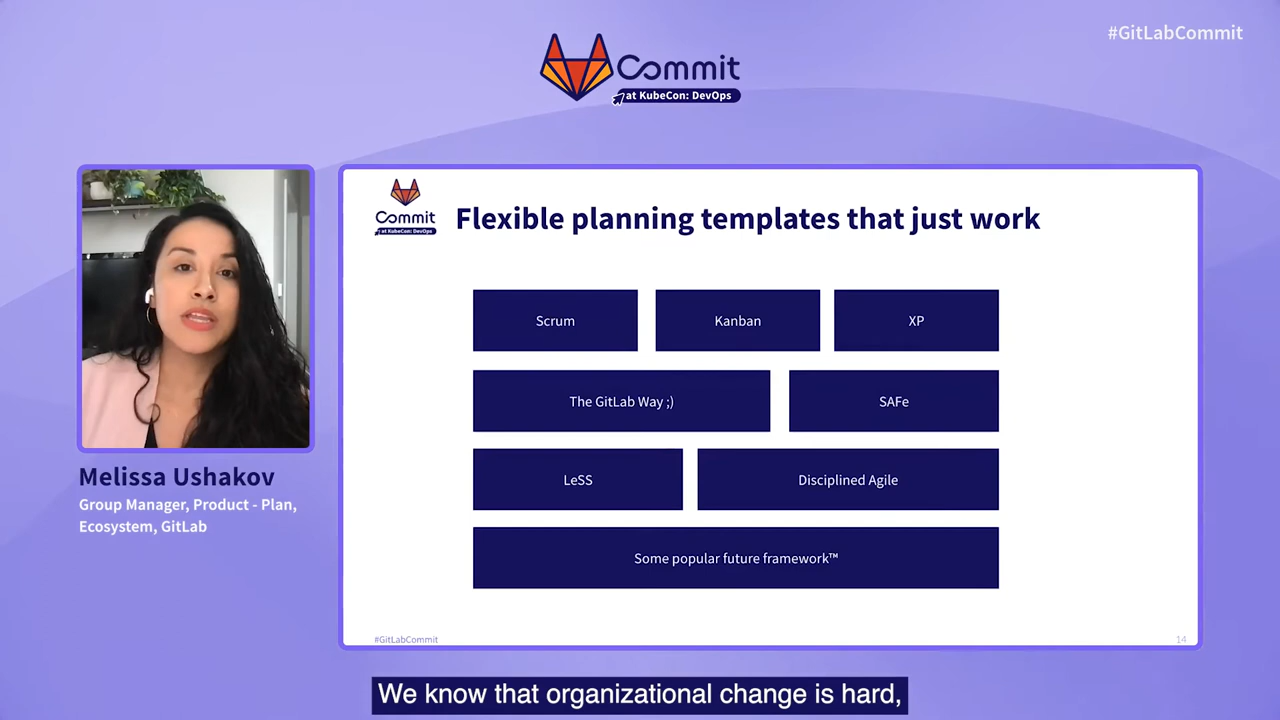 #GitLabCommit
Commit
at KubeCon: DevOps
Commit
at KubeCon: DevOps
Flexible planning templates that just work
Scrum
Kanban
XP
The GitLab Way ;)
SAFe
LeSS
Disciplined Agile
Some popular future framework™
#GitLabCommit
14
Melissa Ushakov
Group Manager, Product - Plan,
Ecosystem, GitLab
We know that organizational change is hard,